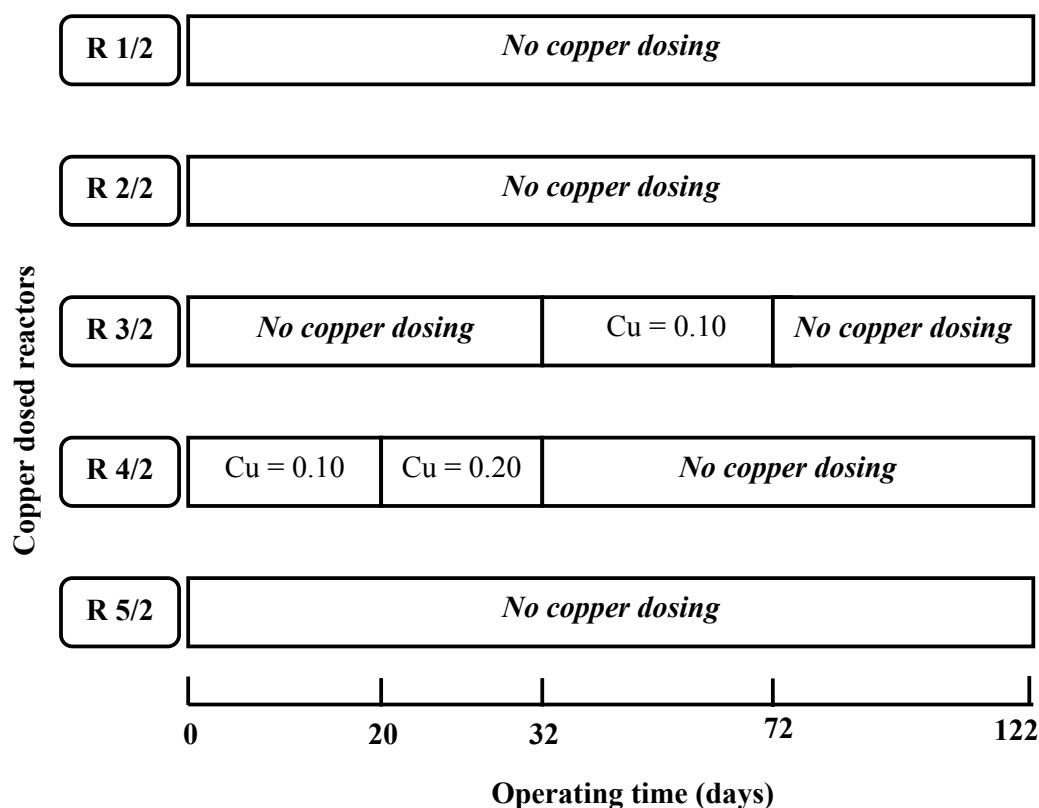 R 1/2
No copper dosing
R 2/2
No copper dosing
Copper dosed reactors
R 3/2
No copper dosing
Cu = 0.10
No copper dosing
R 4/2
Cu = 0.10
Cu = 0.20
No copper dosing
R 5/2
No copper dosing
0
20
32
72
122
Operating time (days)